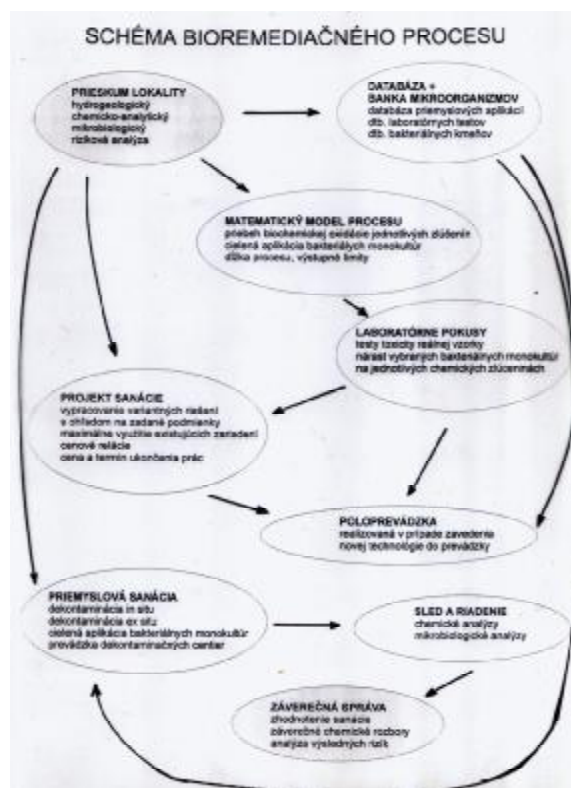 SCHÉMA BIOREMEDIAČNÉHO PROCESU
PRIESKUM LOKALITY
hydrogeologický
chemicko-analytický
mikrobiologický
riziková analýza
DATABÁZA +
BANKA MIKROORGANIZMOV
databáza priemyslových aplikácií
dtb. laboratórnych testov
dtb. bakteriálnych kmeňov
MATEMATICKÝ MODEL PROCESU
priebeh biochemickej oxidácie jednotlivých zlúčenín
cielená aplikácia bakteriálych monokultúr
dĺžka procesu, výstupné limity
LABORATÓRNE POKUSY
testy toxicity reálnej vzorky
nárast vybraných bakteriálnych monokultúr
na jednotlivých chemických zlúčeninách
PROJEKT SANÁCIE
vypracovanie variantných riešení
s ohľadom na zadané podmienky
maximálne využitie existujúcich zariadení
cenové relácie
cena a termín ukončenia prác
POLOPREVÁDZKA
realizovaná v prípade zavedenia
novej technológie do prevádzky
PRIEMYSLOVÁ SANÁCIA
dekontaminácia in situ
dekontaminácia ex situ
cielená aplikácia bakteriálnych monokultúr
prevádzka dekontaminačných centier
SLED A RIADENIE
chemické analýzy
mikrobiologické analýzy
ZÁVEREČNÁ SPRÁVA
zhodnotenie sanácie
záverečné chemické rozbory
analýza výsledných rizík